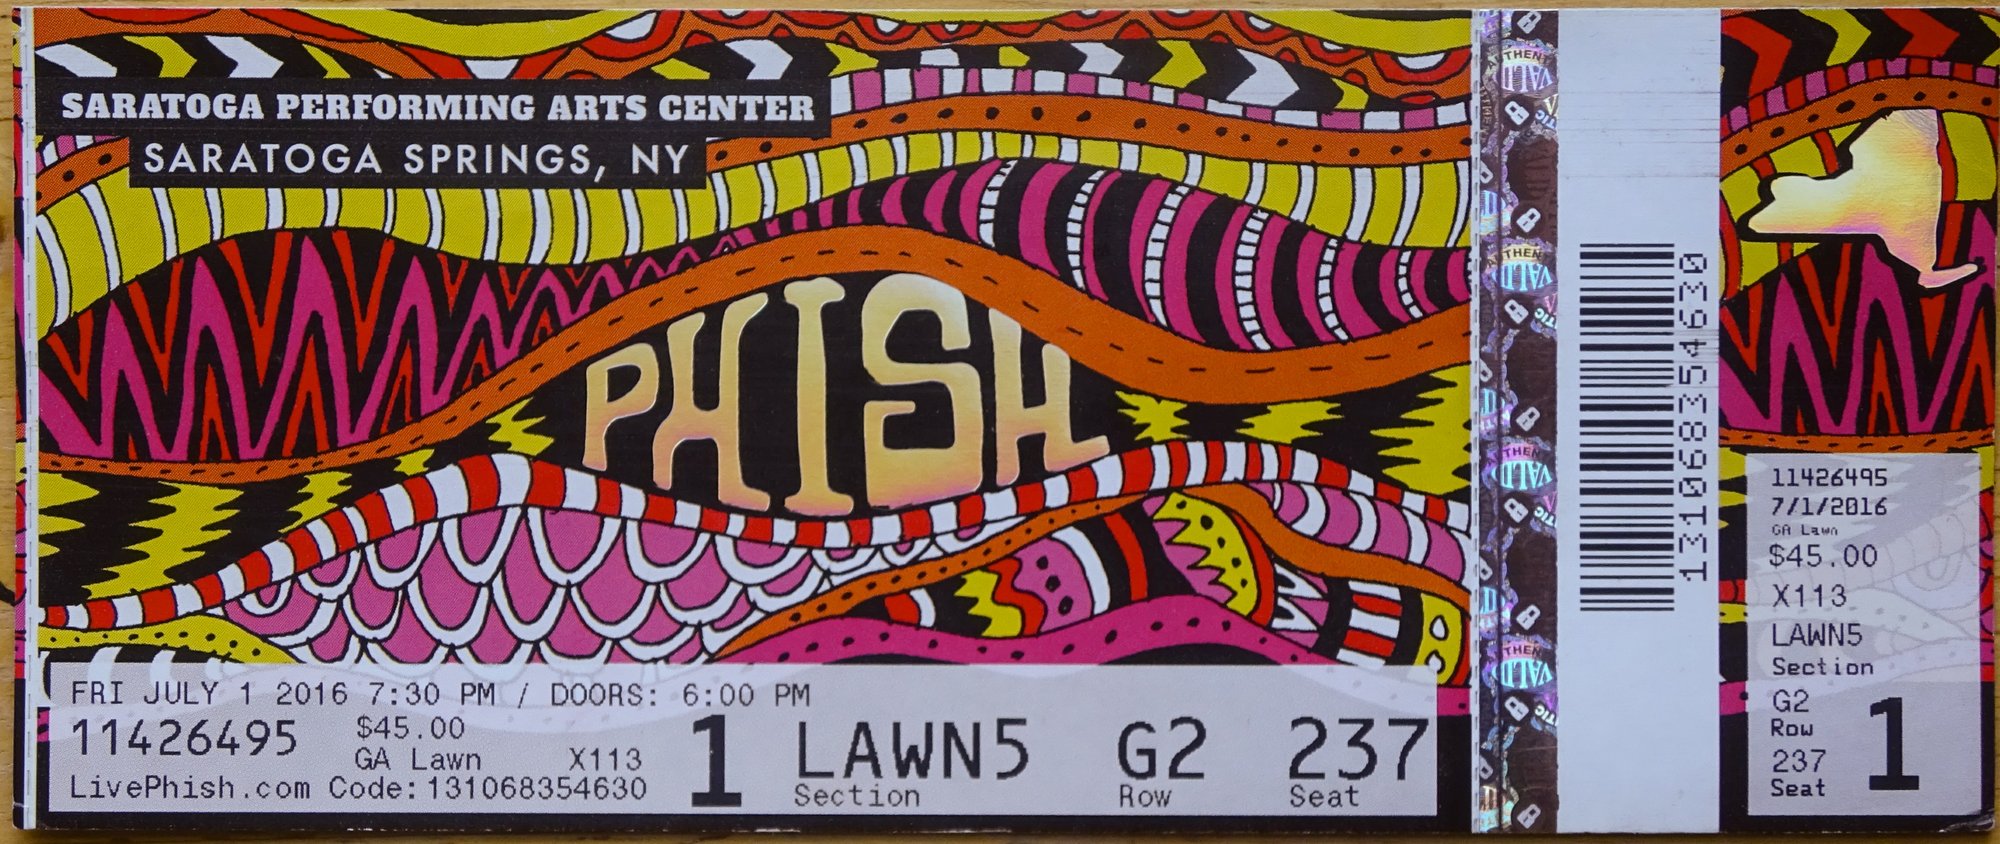 SARATOGA PERFORMING ARTS CENTER
SARATOGA SPRINGS, NY
PHISH
FRI JULY 1 2016 7:30 PM / DOORS: 6:00 PM
11426495
$45.00
GA Lawn X113
LivePhish.com Code:131068354630
1
LAWN5 G2 237
Section Row Seat
131068354630
11426495
7/1/2016
GA Lawn
$45.00
X113
LAWN5
Section
G2
Row
237
Seat
1